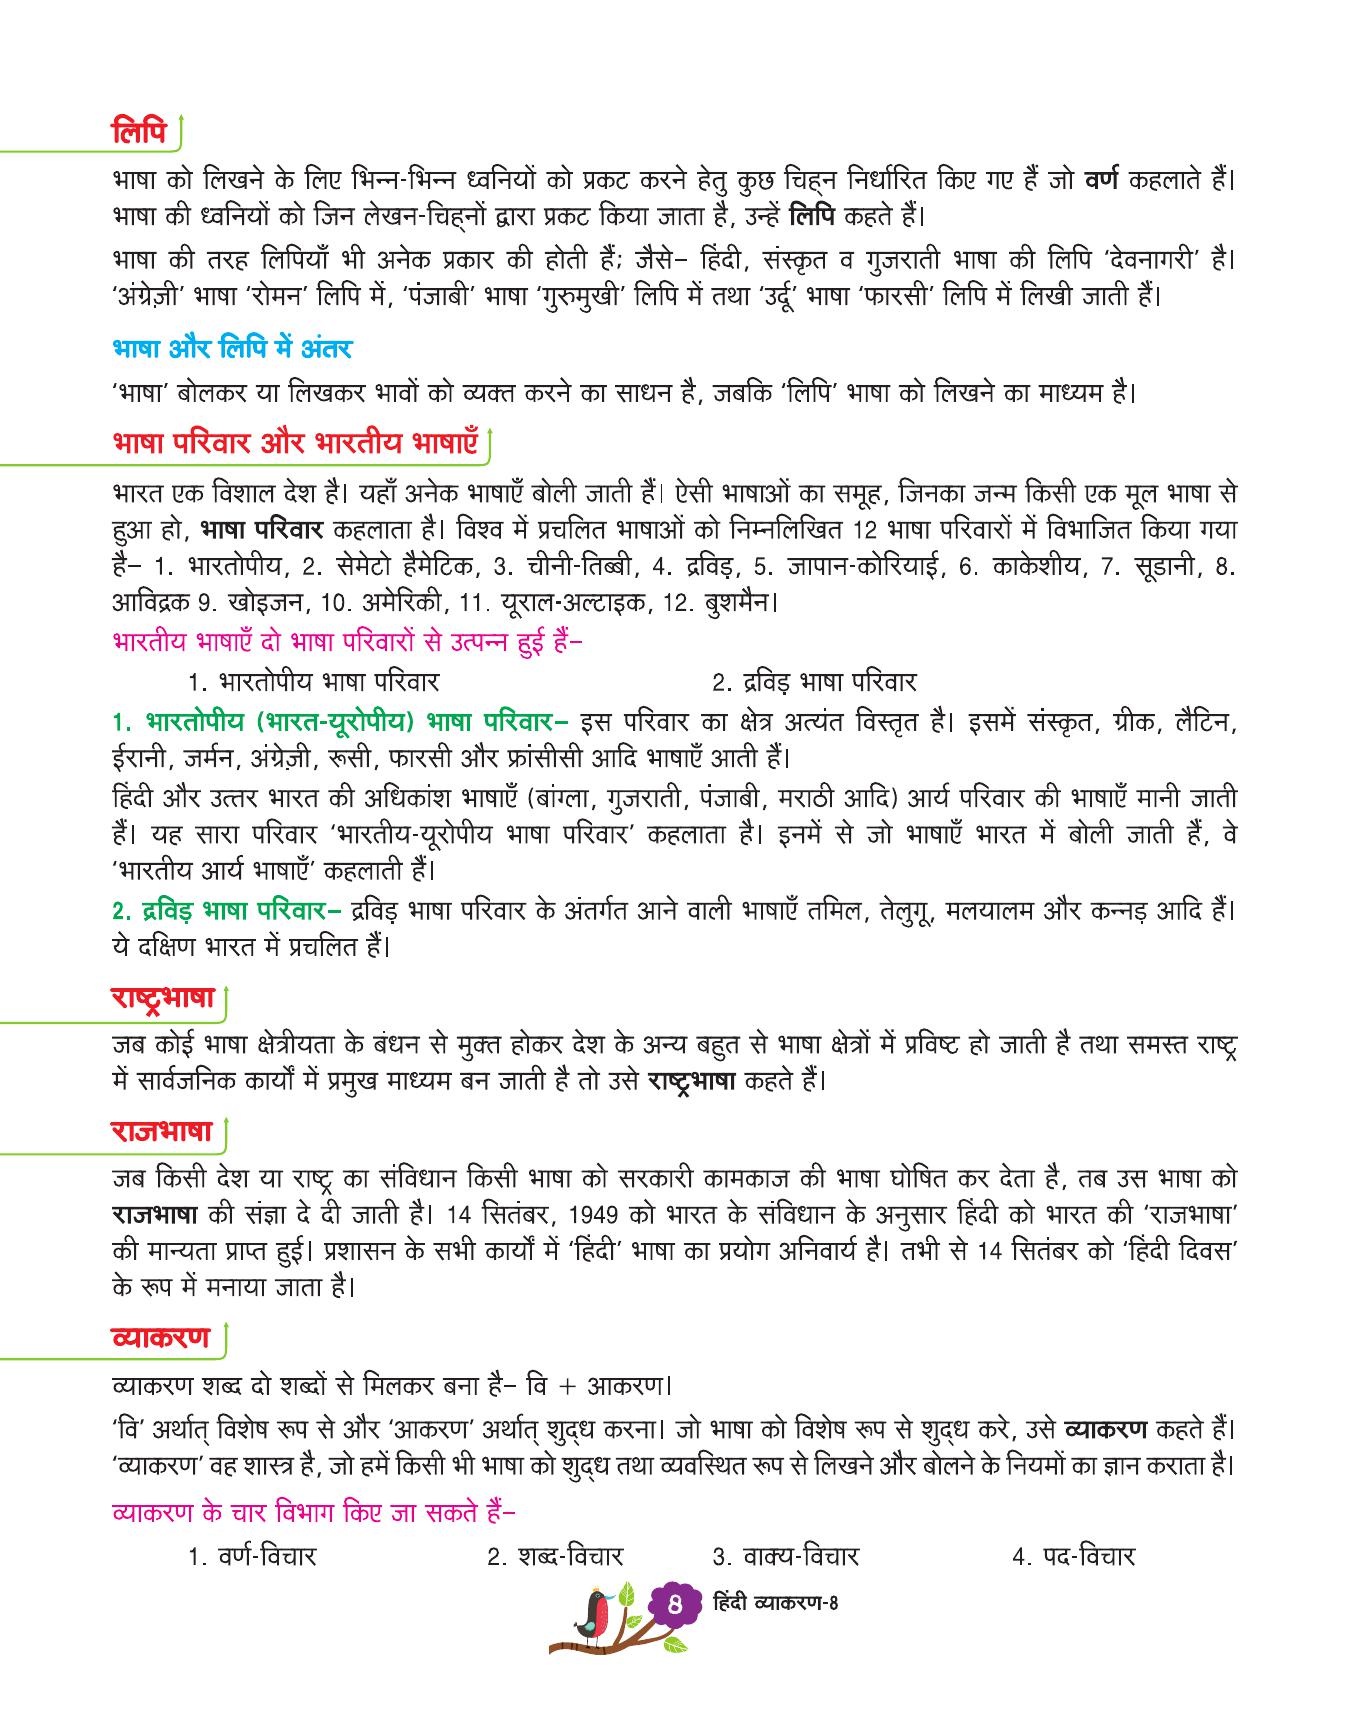 लिपि
भाषा को लिखने के लिए भिन्न-भिन्न ध्वनियों को प्रकट करने हेतु कुछ चिह्‌न निर्धारित किए गए हैं जो वर्ण कहलाते हैं।
भाषा की ध्वनियों को जिन लेखन-चिह्‌नों द्वारा प्रकट किया जाता है, उन्हें लिपि कहते हैं।
भाषा की तरह लिपियाँ भी अनेक प्रकार की होती हैं; जैसे– हिंदी, संस्कृत व गुजराती भाषा की लिपि ‘देवनागरी’ है।
‘अंग्रेज़ी’ भाषा ‘रोमन’ लिपि में, ‘पंजाबी’ भाषा ‘गुरुमुखी’ लिपि में तथा ‘उर्दू’ भाषा ‘फारसी’ लिपि में लिखी जाती हैं।
भाषा और लिपि में अंतर
‘भाषा’ बोलकर या लिखकर भावों को व्यक्त करने का साधन है, जबकि ‘लिपि’ भाषा को लिखने का माध्यम है।
भाषा परिवार और भारतीय भाषाएँ
भारत एक विशाल देश है। यहाँ अनेक भाषाएँ बोली जाती हैं। ऐसी भाषाओं का समूह, जिनका जन्म किसी एक मूल भाषा से
हुआ हो, भाषा परिवार कहलाता है। विश्व में प्रचलित भाषाओं को निम्नलिखित 12 भाषा परिवारों में विभाजित किया गया
है– 1. भारतोपीय, 2. सेमेटो हैमेटिक, 3. चीनी-तिब्बी, 4. द्रविड़, 5. जापान-कोरियाई, 6. काकेशीय, 7. सूडानी, 8.
आविद्रक 9. खोइजन, 10. अमेरिकी, 11. यूराल-अल्टाइक, 12. बुशमैन।
भारतीय भाषाएँ दो भाषा परिवारों से उत्पन्न हुई हैं–
1. भारतोपीय भाषा परिवार 2. द्रविड़ भाषा परिवार
1. भारतोपीय (भारत-यूरोपीय) भाषा परिवार– इस परिवार का क्षेत्र अत्यंत विस्तृत है। इसमें संस्कृत, ग्रीक, लैटिन,
ईरानी, जर्मन, अंग्रेज़ी, रूसी, फारसी और फ्रांसीसी आदि भाषाएँ आती हैं।
हिंदी और उत्तर भारत की अधिकांश भाषाएँ (बांग्ला, गुजराती, पंजाबी, मराठी आदि) आर्य परिवार की भाषाएँ मानी जाती
हैं। यह सारा परिवार ‘भारतीय-यूरोपीय भाषा परिवार’ कहलाता है। इनमें से जो भाषाएँ भारत में बोली जाती हैं, वे
‘भारतीय आर्य भाषाएँ’ कहलाती हैं।
2. द्रविड़ भाषा परिवार– द्रविड़ भाषा परिवार के अंतर्गत आने वाली भाषाएँ तमिल, तेलुगू, मलयालम और कन्नड़ आदि हैं।
ये दक्षिण भारत में प्रचलित हैं।
राष्ट्रभाषा
जब कोई भाषा क्षेत्रीयता के बंधन से मुक्त होकर देश के अन्य बहुत से भाषा क्षेत्रों में प्रविष्ट हो जाती है तथा समस्त राष्ट्र
में सार्वजनिक कार्यों में प्रमुख माध्यम बन जाती है तो उसे राष्ट्रभाषा कहते हैं।
राजभाषा
जब किसी देश या राष्ट्र का संविधान किसी भाषा को सरकारी कामकाज की भाषा घोषित कर देता है, तब उस भाषा को
राजभाषा की संज्ञा दे दी जाती है। 14 सितंबर, 1949 को भारत के संविधान के अनुसार हिंदी को भारत की ‘राजभाषा’
की मान्यता प्राप्त हुई। प्रशासन के सभी कार्यों में ‘हिंदी’ भाषा का प्रयोग अनिवार्य है। तभी से 14 सितंबर को ‘हिंदी दिवस’
के रूप में मनाया जाता है।
व्याकरण
व्याकरण शब्द दो शब्दों से मिलकर बना है– वि + आकरण।
‘वि’ अर्थात् विशेष रूप से और ‘आकरण’ अर्थात् शुद्‌ध करना। जो भाषा को विशेष रूप से शुद्‌ध करे, उसे व्याकरण कहते हैं।
‘व्याकरण’ वह शास्त्र है, जो हमें किसी भी भाषा को शुद्‌ध तथा व्यवस्थित रूप से लिखने और बोलने के नियमों का ज्ञान कराता है।
व्याकरण के चार विभाग किए जा सकते हैं–
1. वर्ण-विचार 2. शब्द-विचार 3. वाक्य-विचार 4. पद-विचार
8 हिंदी व्याकरण-8